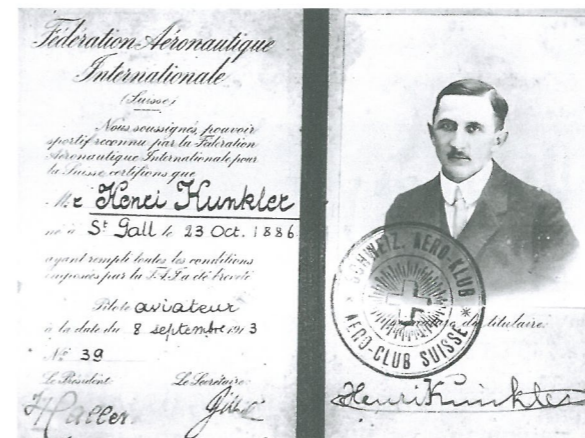 Fédération Aéronautique
Internationale
(Suisse)
Nous soussignés, pouvoir
sportif reconnu par la Fédération
Aéronautique Internationale pour
la Suisse certifions que
Mr Henri Kunkler
né à St Gall le 23 Oct. 1886
ayant rempli toutes les conditions
imposées par la F.A.I. a été breveté
Pilote aviateur
à la date du 8 septembre 1913
No 39
Le Président: Le Secrétaire:
Haller
SCHWEIZ. AERO-KLUB
AERO-CLUB SUISSE
du titulaire:
Henri Kunkler